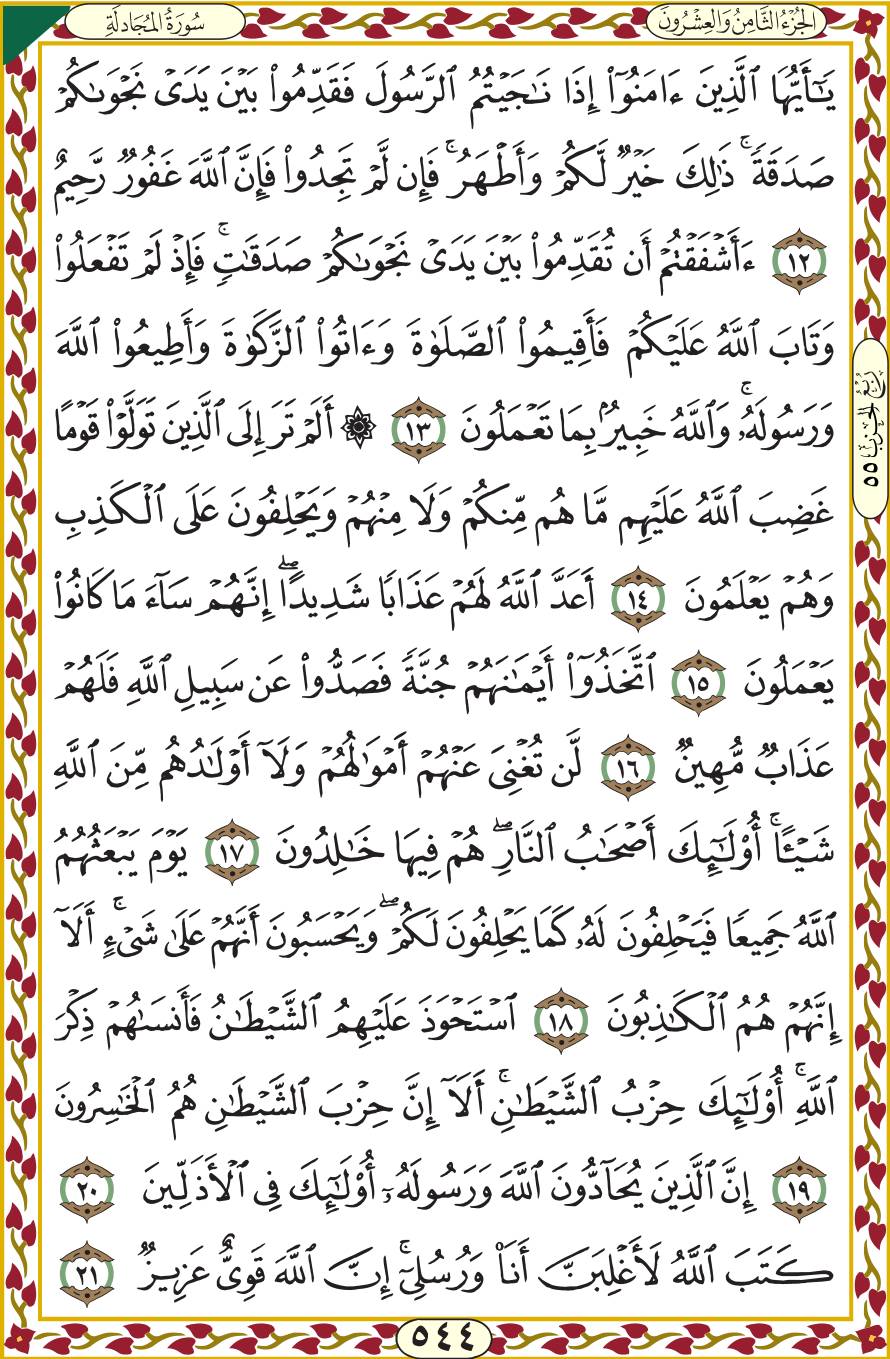 الجُزْءُ الثَّامِنُ وَالعِشْرُونَ
سُورَةُ المُجَادلَةِ
يَـٰٓأَيُّهَا ٱلَّذِينَ ءَامَنُوٓا۟ إِذَا نَـٰجَيْتُمُ ٱلرَّسُولَ فَقَدِّمُوا۟ بَيْنَ يَدَىْ نَجْوَىٰكُمْ
صَدَقَةً ۚ ذَٰلِكَ خَيْرٌ لَّكُمْ وَأَطْهَرُ ۚ فَإِن لَّمْ تَجِدُوا۟ فَإِنَّ ٱللَّهَ غَفُورٌ رَّحِيمٌ
١٢ ءَأَشْفَقْتُمْ أَن تُقَدِّمُوا۟ بَيْنَ يَدَىْ نَجْوَىٰكُمْ صَدَقَـٰتٍ ۚ فَإِذْ لَمْ تَفْعَلُوا۟
وَتَابَ ٱللَّهُ عَلَيْكُمْ فَأَقِيمُوا۟ ٱلصَّلَوٰةَ وَءَاتُوا۟ ٱلزَّكَوٰةَ وَأَطِيعُوا۟ ٱللَّهَ
وَرَسُولَهُۥ ۚ وَٱللَّهُ خَبِيرٌۢ بِمَا تَعْمَلُونَ ١٣ ۞ أَلَمْ تَرَ إِلَى ٱلَّذِينَ تَوَلَّوْا۟ قَوْمًا
غَضِبَ ٱللَّهُ عَلَيْهِم مَّا هُم مِّنكُمْ وَلَا مِنْهُمْ وَيَحْلِفُونَ عَلَى ٱلْكَذِبِ
وَهُمْ يَعْلَمُونَ ١٤ أَعَدَّ ٱللَّهُ لَهُمْ عَذَابًا شَدِيدًا ۖ إِنَّهُمْ سَآءَ مَا كَانُوا۟
يَعْمَلُونَ ١٥ ٱتَّخَذُوٓا۟ أَيْمَـٰنَهُمْ جُنَّةً فَصَدُّوا۟ عَن سَبِيلِ ٱللَّهِ فَلَهُمْ
عَذَابٌ مُّهِينٌ ١٦ لَّن تُغْنِىَ عَنْهُمْ أَمْوَٰلُهُمْ وَلَآ أَوْلَـٰدُهُم مِّنَ ٱللَّهِ
شَيْـًٔا ۚ أُو۟لَـٰٓئِكَ أَصْحَـٰبُ ٱلنَّارِ ۖ هُمْ فِيهَا خَـٰلِدُونَ ١٧ يَوْمَ يَبْعَثُهُمُ
ٱللَّهُ جَمِيعًا فَيَحْلِفُونَ لَهُۥ كَمَا يَحْلِفُونَ لَكُمْ ۖ وَيَحْسَبُونَ أَنَّهُمْ عَلَىٰ شَىْءٍ ۚ أَلَآ
إِنَّهُمْ هُمُ ٱلْكَـٰذِبُونَ ١٨ ٱسْتَحْوَذَ عَلَيْهِمُ ٱلشَّيْطَـٰنُ فَأَنسَىٰهُمْ ذِكْرَ
ٱللَّهِ ۚ أُو۟لَـٰٓئِكَ حِزْبُ ٱلشَّيْطَـٰنِ ۚ أَلَآ إِنَّ حِزْبَ ٱلشَّيْطَـٰنِ هُمُ ٱلْخَـٰسِرُونَ
١٩ إِنَّ ٱلَّذِينَ يُحَآدُّونَ ٱللَّهَ وَرَسُولَهُۥٓ أُو۟لَـٰٓئِكَ فِى ٱلْأَذَلِّينَ ٢٠
كَتَبَ ٱللَّهُ لَأَغْلِبَنَّ أَنَا۠ وَرُسُلِىٓ ۚ إِنَّ ٱللَّهَ قَوِىٌّ عَزِيزٌ ٢١
رُبْعُ الحِزْب ٥٥
٥٤٤